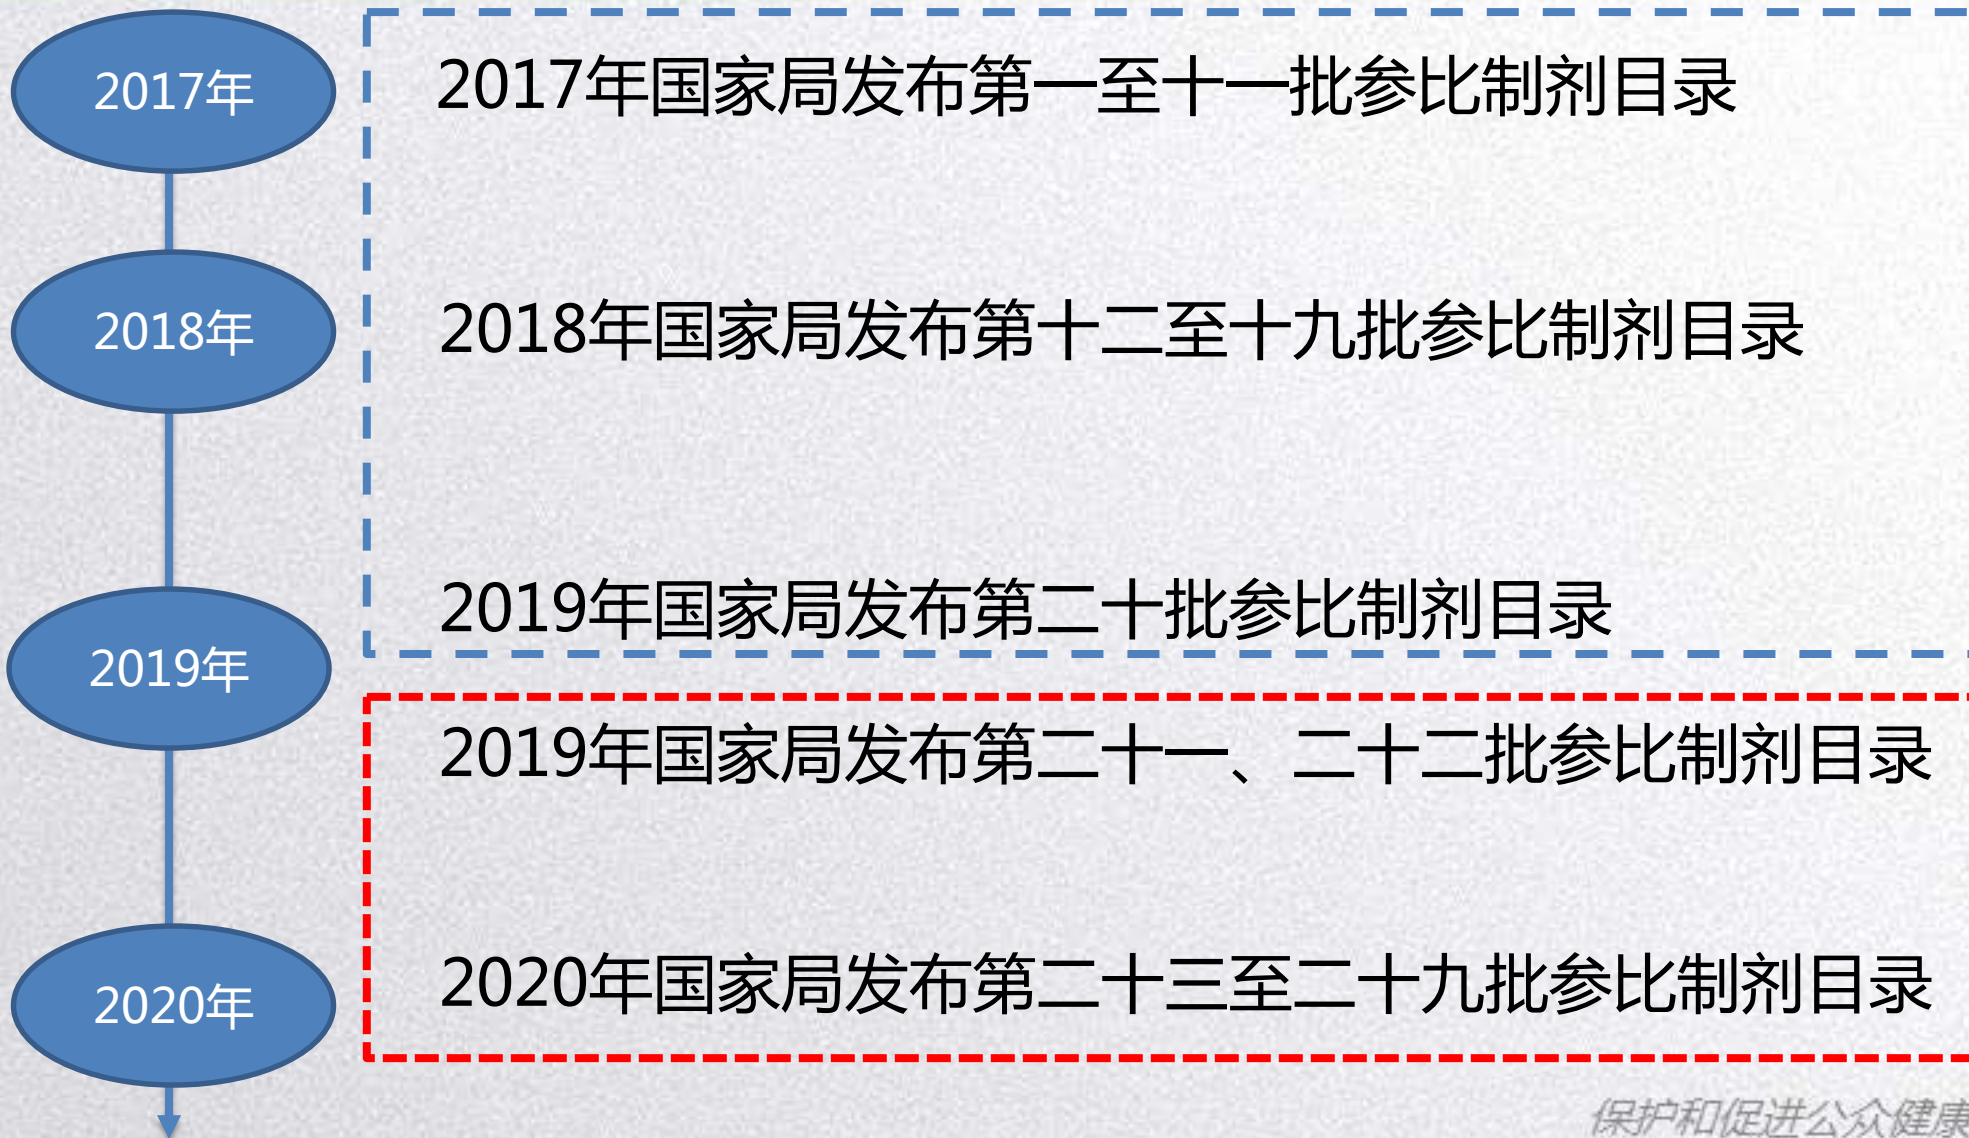 2017年
2017年国家局发布第一至十一批参比制剂目录
2018年
2018年国家局发布第十二至十九批参比制剂目录
2019年国家局发布第二十批参比制剂目录
2019年
2019年国家局发布第二十一、二十二批参比制剂目录
2020年国家局发布第二十三至二十九批参比制剂目录
2020年
保护和促进公众健康